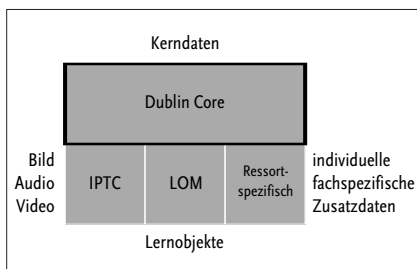 Kerndaten
Dublin Core
Bild
Audio
Video
IPTC
LOM
Ressort-
spezifisch
individuelle
fachspezifische
Zusatzdaten
Lernobjekte